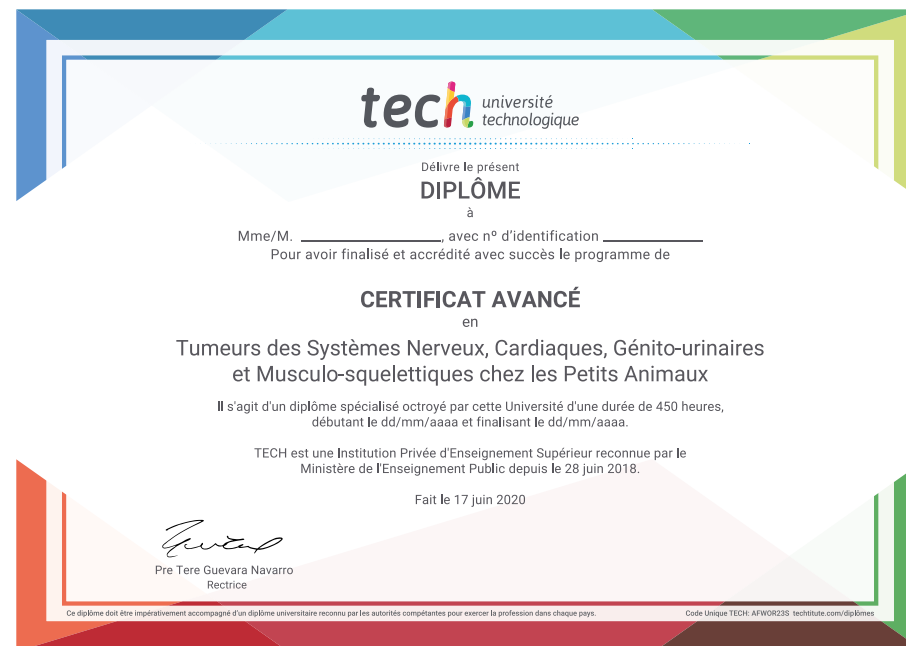 tech université
technologique
Délivre le présent
DIPLÔME
à
Mme/M. ____________________, avec nº d'identification ______________
Pour avoir finalisé et accrédité avec succès le programme de
CERTIFICAT AVANCÉ
en
Tumeurs des Systèmes Nerveux, Cardiaques, Génito-urinaires
et Musculo-squelettiques chez les Petits Animaux
Il s'agit d'un diplôme spécialisé octroyé par cette Université d'une durée de 450 heures,
débutant le dd/mm/aaaa et finalisant le dd/mm/aaaa.
TECH est une Institution Privée d'Enseignement Supérieur reconnue par le
Ministère de l'Enseignement Public depuis le 28 juin 2018.
Fait le 17 juin 2020
Pre Tere Guevara Navarro
Rectrice
Ce diplôme doit être impérativement accompagné d'un diplôme universitaire reconnu par les autorités compétantes pour exercer la profession dans chaque pays.
Code Unique TECH: AFWOR23S techtitute.com/diplômes